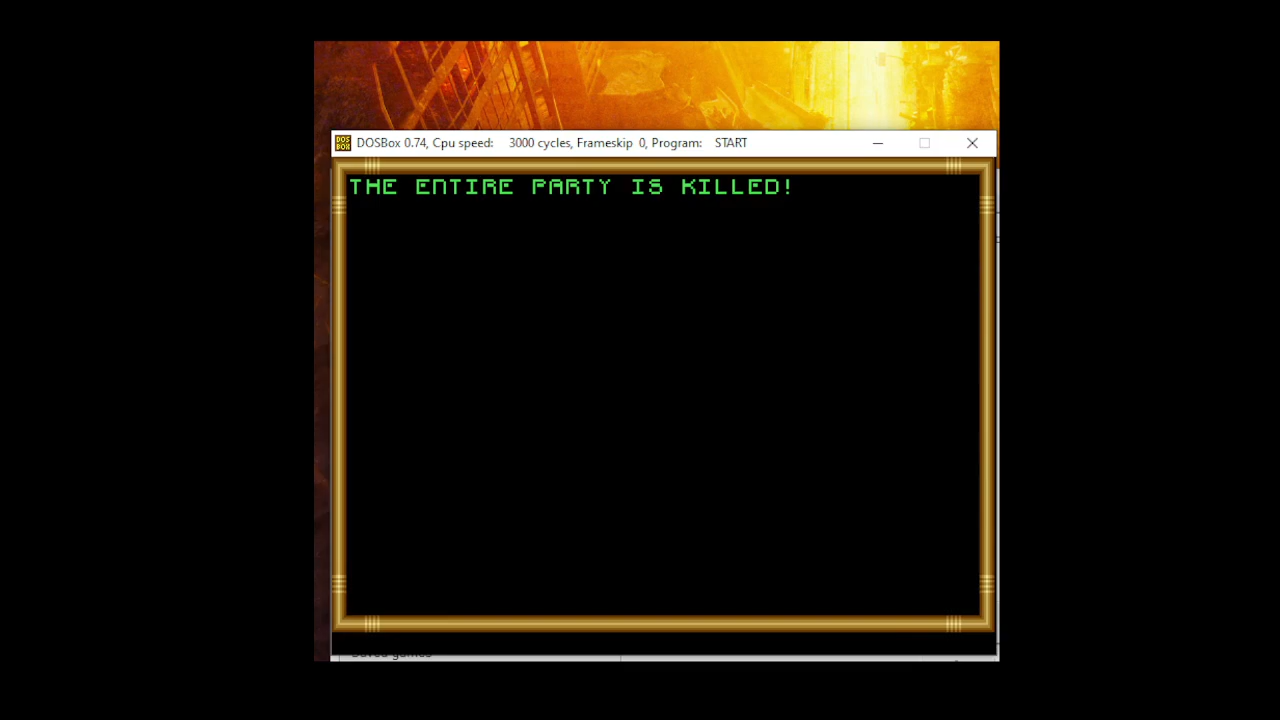 DOSBox 0.74, Cpu speed: 3000 cycles, Frameskip 0, Program: START
THE ENTIRE PARTY IS KILLED!